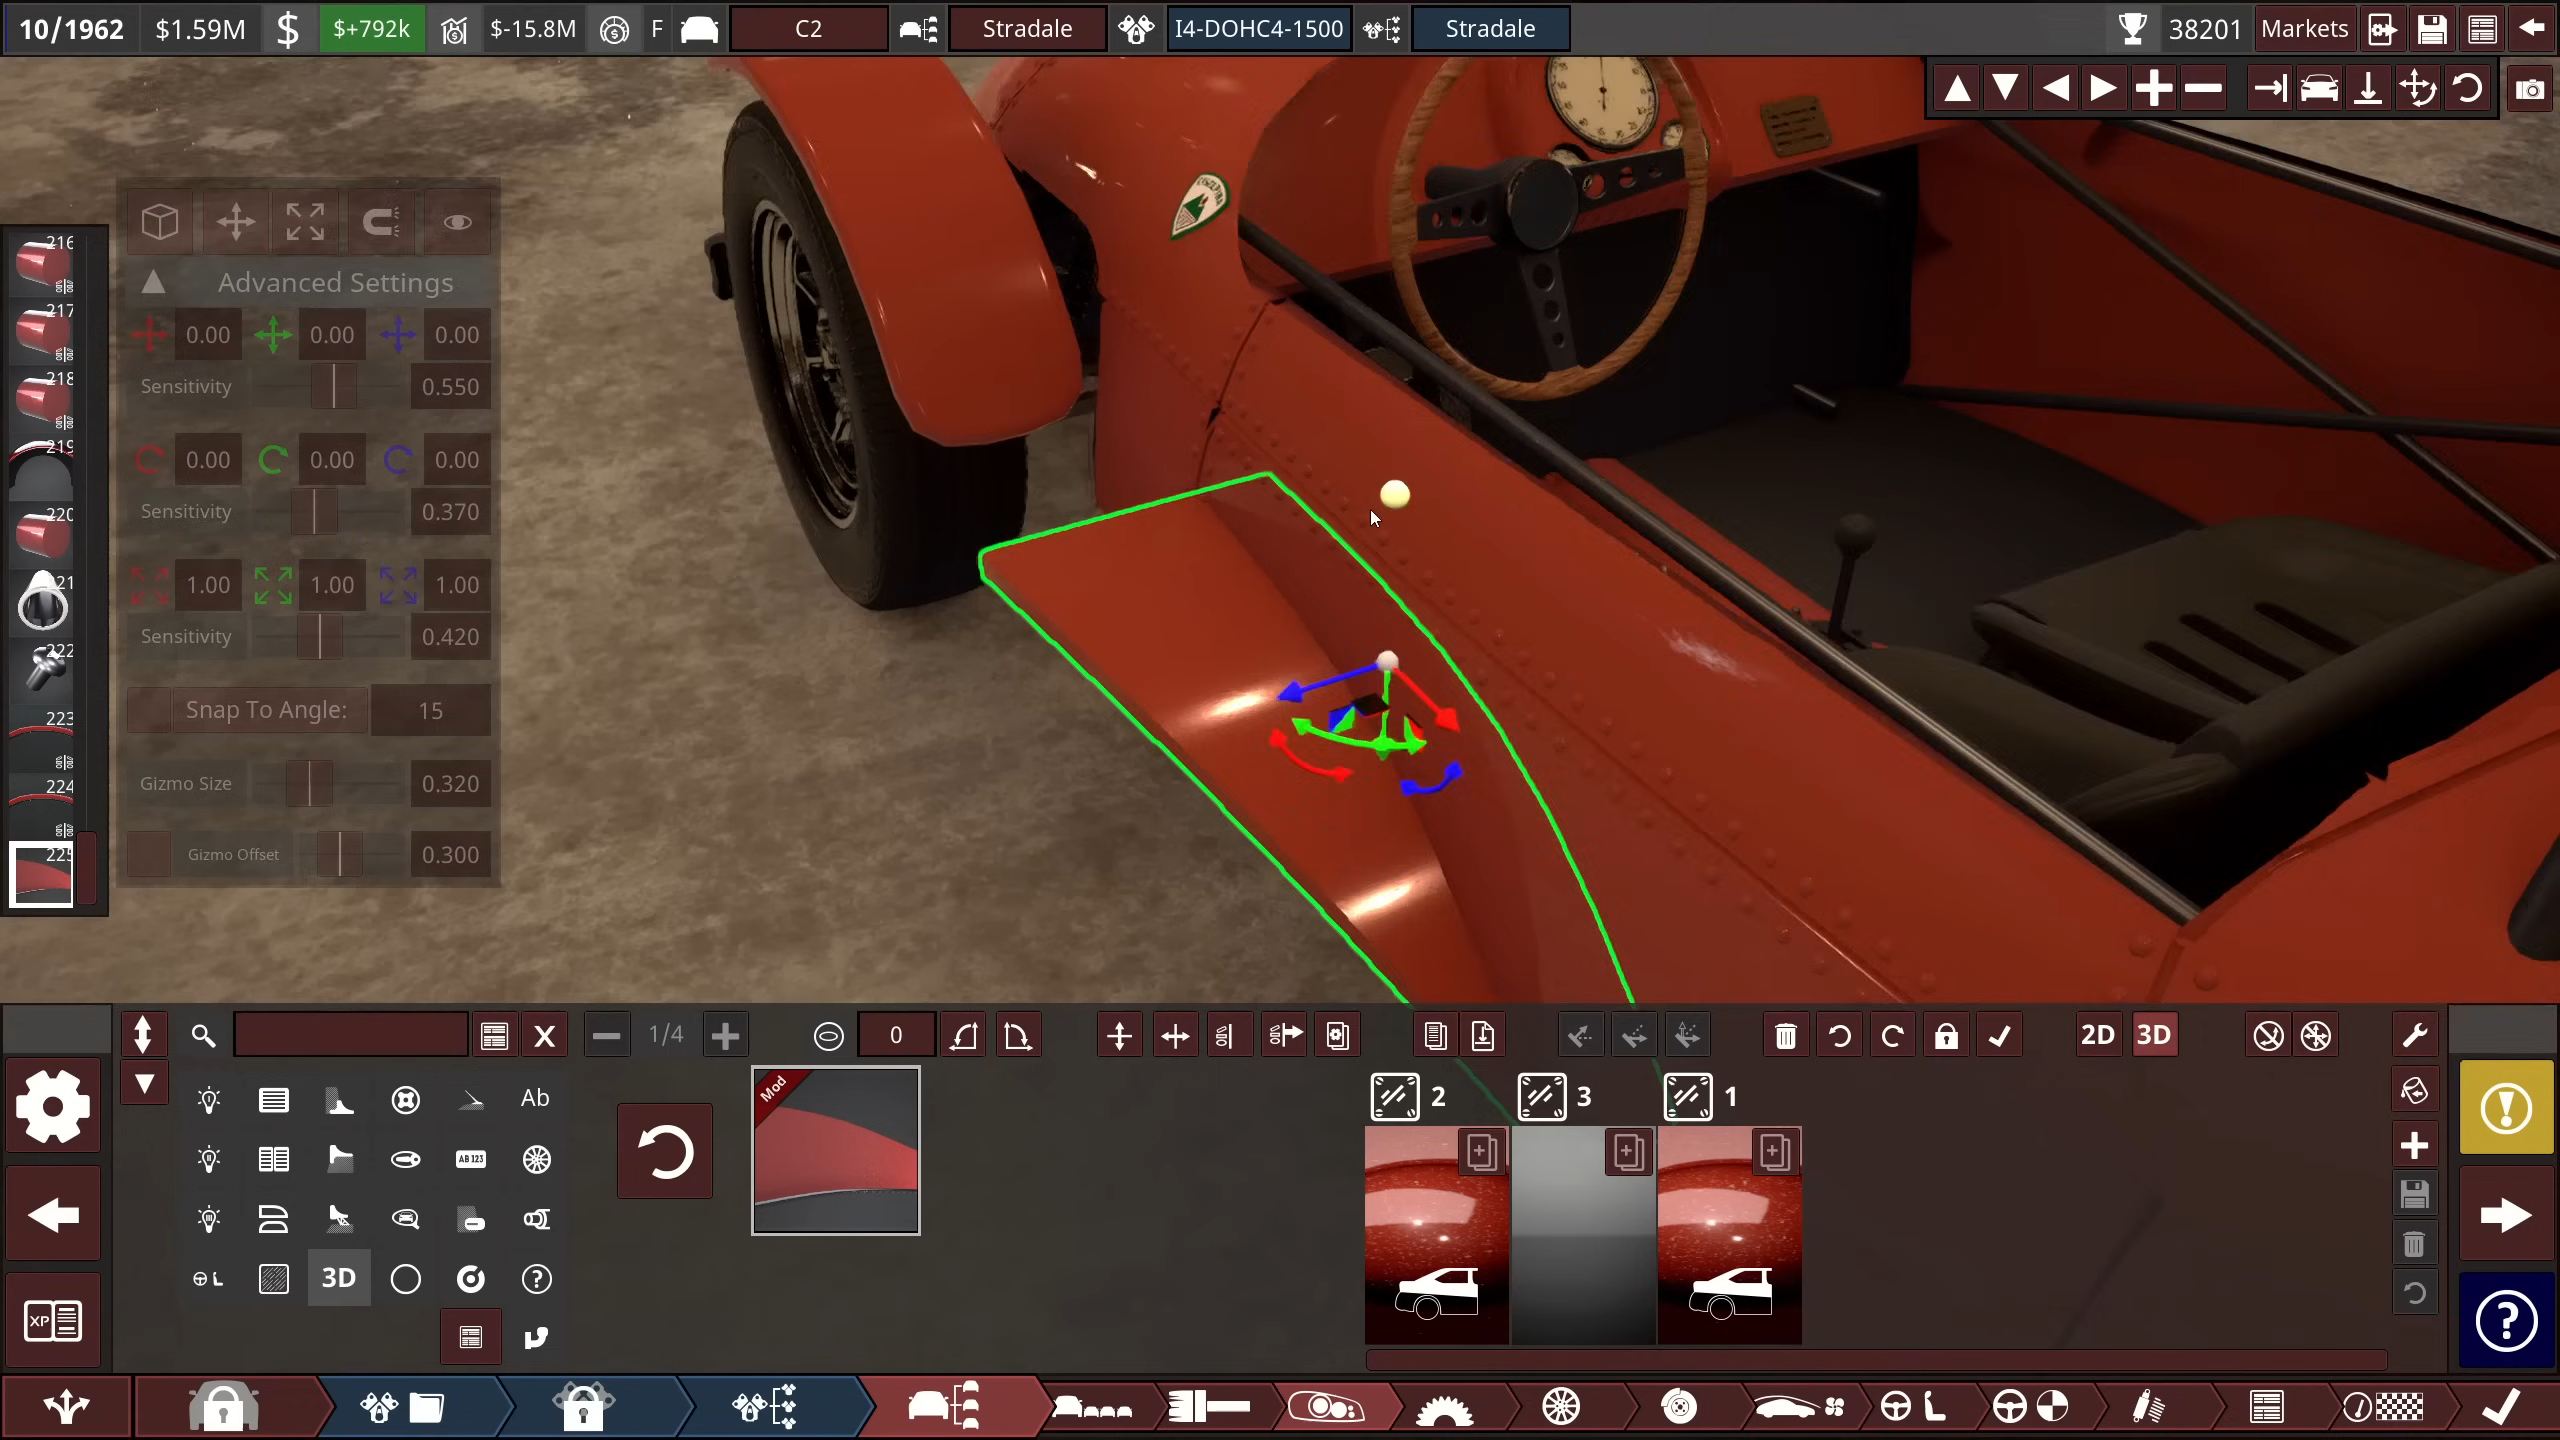 10/1962 $1.59M $+792k $-15.8M F C2 Stradale I4-DOHC4-1500 Stradale 38201 Markets
216
217
218
219
220
221
222
223
224
225
Advanced Settings
0.00 0.00 0.00
Sensitivity 0.550
0.00 0.00 0.00
Sensitivity 0.370
1.00 1.00 1.00
Sensitivity 0.420
Snap To Angle: 15
Gizmo Size 0.320
Gizmo Offset 0.300
1/4 0 2D 3D
Ab
AB 123
3D
Mod
2 3 1
XP